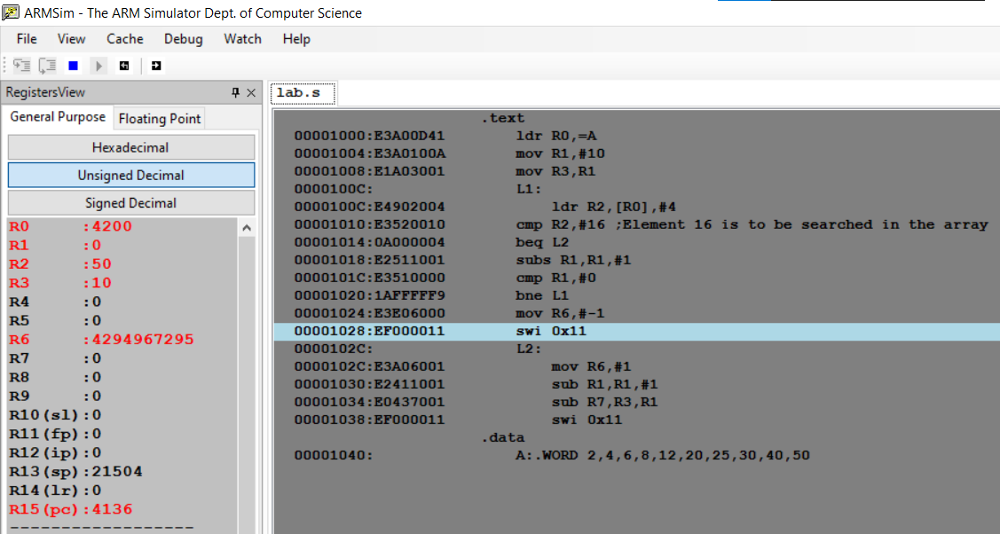 ARMSim - The ARM Simulator Dept. of Computer Science
File View Cache Debug Watch Help
RegistersView
General Purpose Floating Point
Hexadecimal
Unsigned Decimal
Signed Decimal
R0 :4200
R1 :0
R2 :50
R3 :10
R4 :0
R5 :0
R6 :4294967295
R7 :0
R8 :0
R9 :0
R10(sl):0
R11(fp):0
R12(ip):0
R13(sp):21504
R14(lr):0
R15(pc):4136
------------------
lab.s
.text
00001000:E3A00D41 ldr R0,=A
00001004:E3A0100A mov R1,#10
00001008:E1A03001 mov R3,R1
0000100C: L1:
0000100C:E4902004 ldr R2,[R0],#4
00001010:E3520010 cmp R2,#16 ;Element 16 is to be searched in the array
00001014:0A000004 beq L2
00001018:E2511001 subs R1,R1,#1
0000101C:E3510000 cmp R1,#0
00001020:1AFFFFF9 bne L1
00001024:E3E06000 mov R6,#-1
00001028:EF000011 swi 0x11
0000102C: L2:
0000102C:E3A06001 mov R6,#1
00001030:E2411001 sub R1,R1,#1
00001034:E0437001 sub R7,R3,R1
00001038:EF000011 swi 0x11
.data
00001040: A:.WORD 2,4,6,8,12,20,25,30,40,50